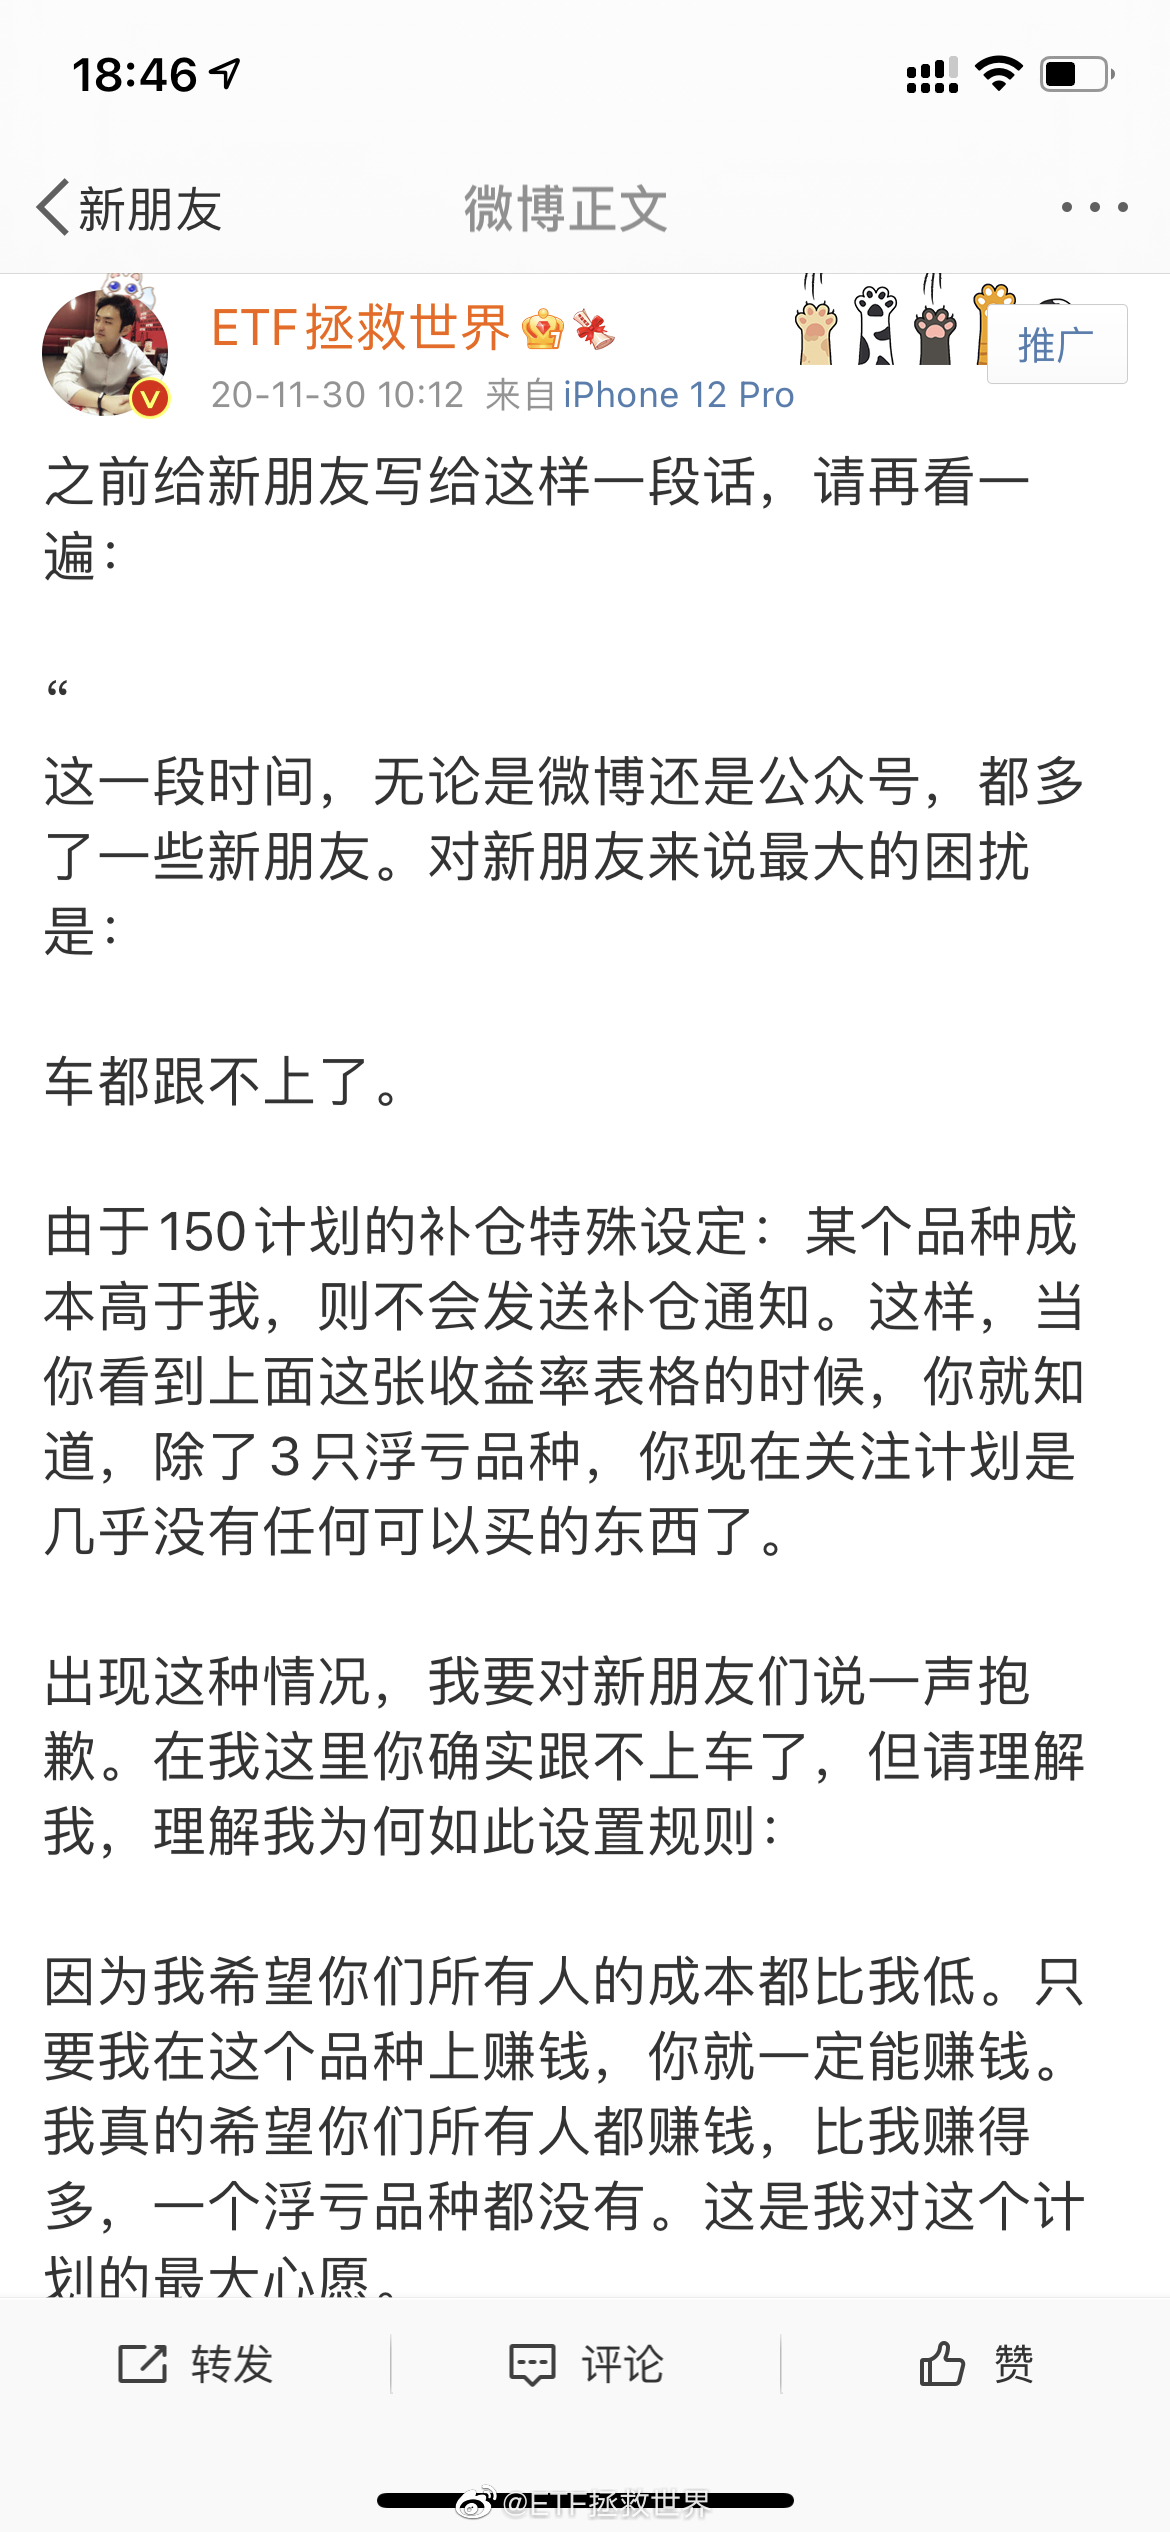 18:46
新朋友
微博正文
ETF拯救世界
推广
20-11-30 10:12 来自 iPhone 12 Pro
之前给新朋友写给这样一段话，请再看一
遍：
“
这一段时间，无论是微博还是公众号，都多
了一些新朋友。对新朋友来说最大的困扰
是：
车都跟不上了。
由于150计划的补仓特殊设定：某个品种成
本高于我，则不会发送补仓通知。这样，当
你看到上面这张收益率表格的时候，你就知
道，除了3只浮亏品种，你现在关注计划是
几乎没有任何可以买的东西了。
出现这种情况，我要对新朋友们说一声抱
歉。在我这里你确实跟不上车了，但请理解
我，理解我为何如此设置规则：
因为我希望你们所有人的成本都比我低。只
要我在这个品种上赚钱，你就一定能赚钱。
我真的希望你们所有人都赚钱，比我赚得
多，一个浮亏品种都没有。这是我对这个计
划的最大心愿。
转发
评论
赞
@ETF拯救世界